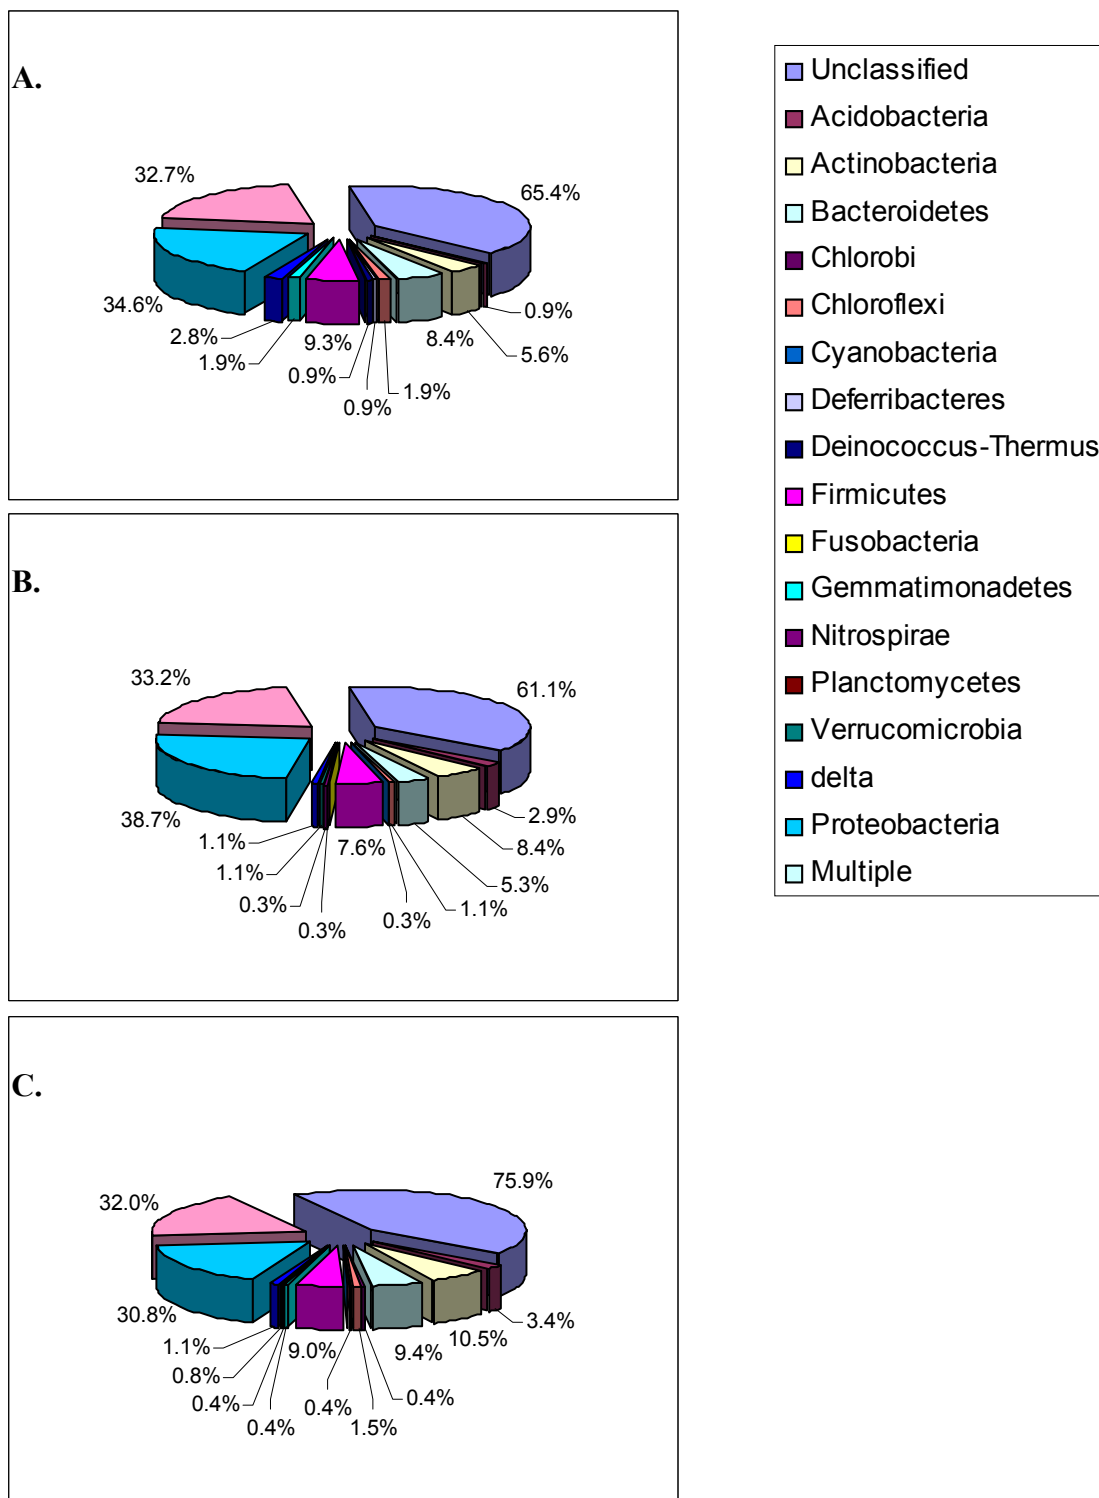 A.
32.7%
65.4%
34.6%
2.8%
1.9%
9.3%
0.9%
0.9%
1.9%
8.4%
5.6%
0.9%
B.
33.2%
61.1%
38.7%
1.1%
1.1%
0.3%
0.3%
7.6%
0.3%
1.1%
5.3%
8.4%
2.9%
C.
32.0%
75.9%
30.8%
1.1%
0.8%
0.4%
0.4%
9.0%
0.4%
1.5%
0.4%
9.4%
10.5%
3.4%
Unclassified
Acidobacteria
Actinobacteria
Bacteroidetes
Chlorobi
Chloroflexi
Cyanobacteria
Deferribacteres
Deinococcus-Thermus
Firmicutes
Fusobacteria
Gemmatimonadetes
Nitrospirae
Planctomycetes
Verrucomicrobia
delta
Proteobacteria
Multiple